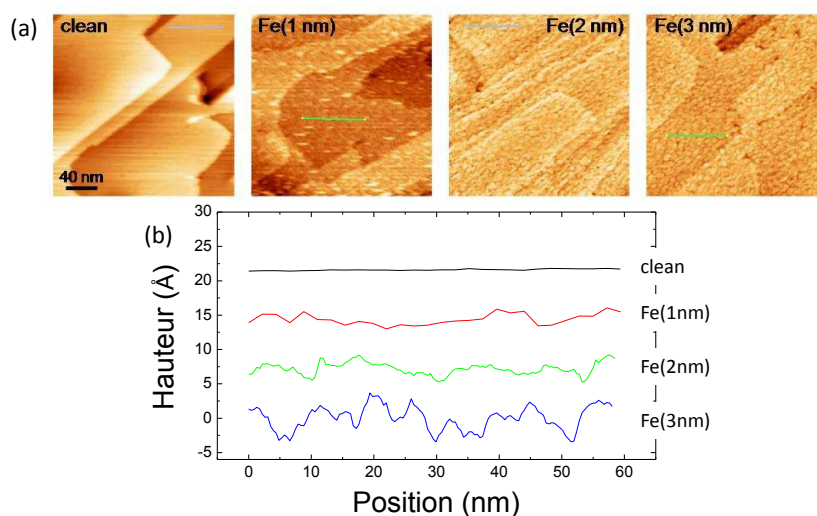 (a)
clean
Fe(1 nm)
Fe(2 nm)
Fe(3 nm)
40 nm
(b)
30
25
20
15
10
5
0
-5
Hauteur (Å)
clean
Fe(1nm)
Fe(2nm)
Fe(3nm)
0 10 20 30 40 50 60
Position (nm)